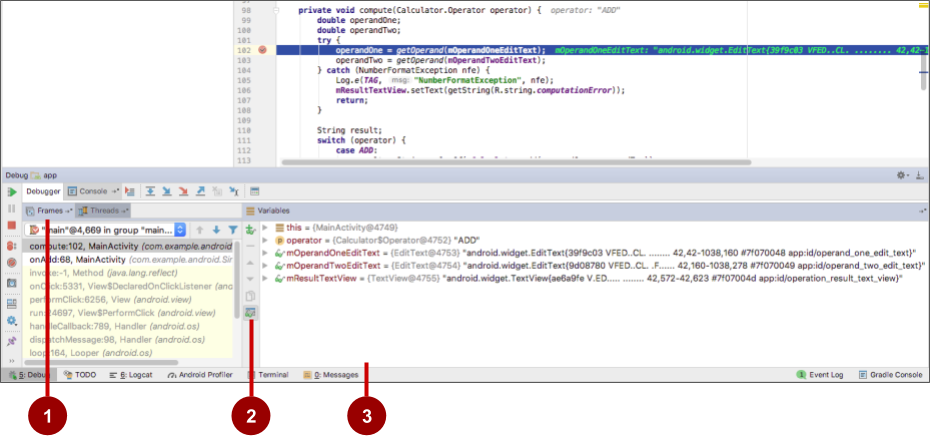 98 private void compute(Calculator.Operator operator) { operator: "ADD"
99 double operandOne;
100 double operandTwo;
101 try {
102 operandOne = getOperand(mOperandOneEditText); mOperandOneEditText: "android.widget.EditText{39f9c03 VFED..CL. ........ 42,42-1
103 operandTwo = getOperand(mOperandTwoEditText);
104 } catch (NumberFormatException nfe) {
105 Log.e(TAG, msg: "NumberFormatException", nfe);
106 mResultTextView.setText(getString(R.string.computationError));
107 return;
108 }
109
110 String result;
111 switch (operator) {
112 case ADD:
113
Debug app
Debugger Console
Frames Threads
Variables
"main"@4,669 in group "main...
compute:102, MainActivity (com.example.android
onAdd:68, MainActivity (com.example.android.Sim
invoke:-1, Method (java.lang.reflect)
onClick:5331, View$DeclaredOnClickListener (and
performClick:6256, View (android.view)
run:24697, View$PerformClick (android.view)
handleCallback:789, Handler (android.os)
dispatchMessage:98, Handler (android.os)
loop:164, Looper (android.os)
this = {MainActivity@4749}
operator = {Calculator$Operator@4752} "ADD"
mOperandOneEditText = {EditText@4753} "android.widget.EditText{39f9c03 VFED..CL. ........ 42,42-1038,160 #7f070048 app:id/operand_one_edit_text}"
mOperandTwoEditText = {EditText@4754} "android.widget.EditText{9d08780 VFED..CL. .F...... 42,160-1038,278 #7f070049 app:id/operand_two_edit_text}"
mResultTextView = {TextView@4755} "android.widget.TextView{ae6a9fe V.ED..... ........ 42,572-42,623 #7f07004d app:id/operation_result_text_view}"
5: Debug TODO 6: Logcat Android Profiler Terminal 0: Messages
1 Event Log Gradle Console
1 2 3